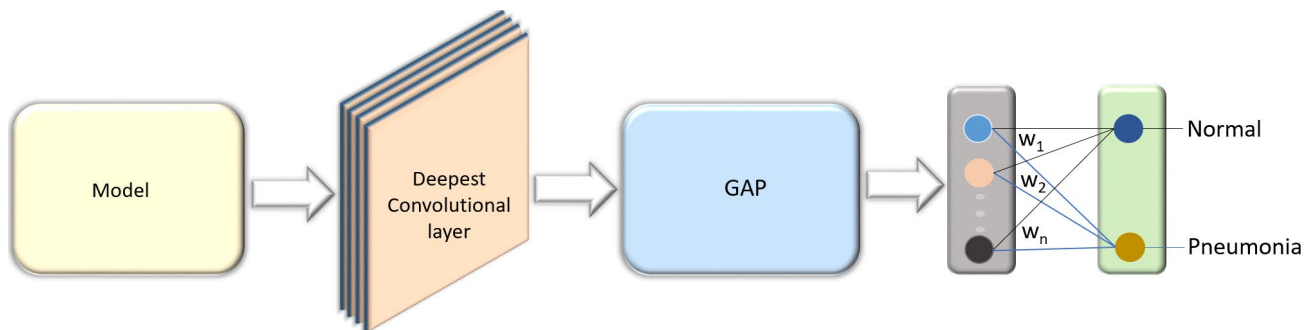 Model
Deepest
Convolutional
layer
GAP
w1
w2
wn
Normal
Pneumonia